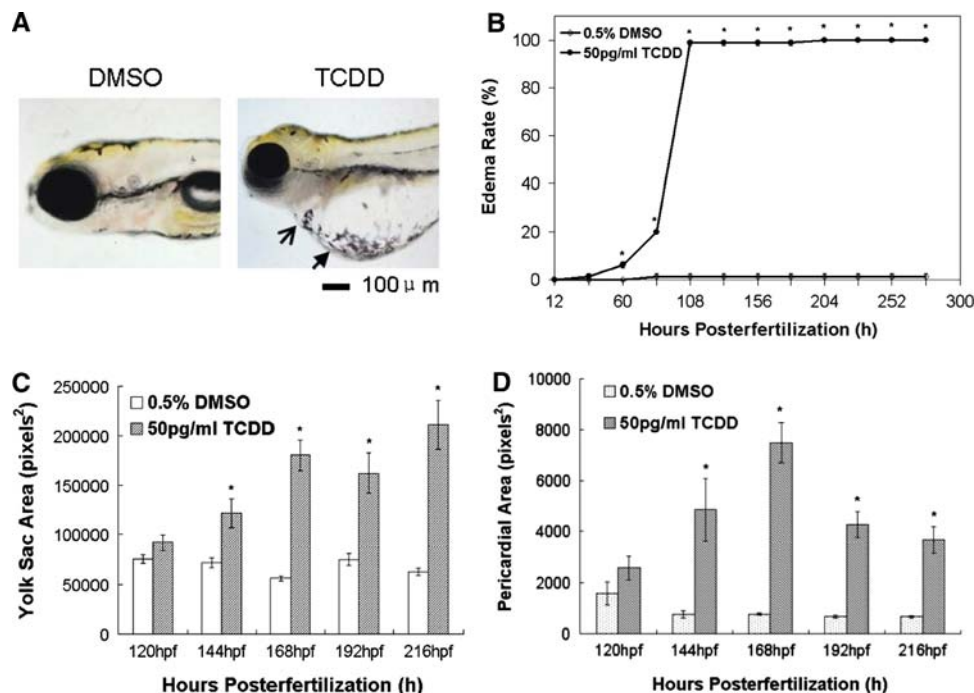 A
DMSO
TCDD
100 μ m
B
0.5% DMSO
50pg/ml TCDD
Edema Rate (%)
100
80
60
40
20
0
12 60 108 156 204 252 300
Hours Posterfertilization (h)
* * * * * * * * * *
C
0.5% DMSO
50pg/ml TCDD
Yolk Sac Area (pixels²)
250000
200000
150000
100000
50000
0
120hpf 144hpf 168hpf 192hpf 216hpf
Hours Posterfertilization (h)
* * * *
D
0.5% DMSO
50pg/ml TCDD
Pericardial Area (pixels²)
10000
8000
6000
4000
2000
0
120hpf 144hpf 168hpf 192hpf 216hpf
Hours Posterfertilization (h)
* * * *